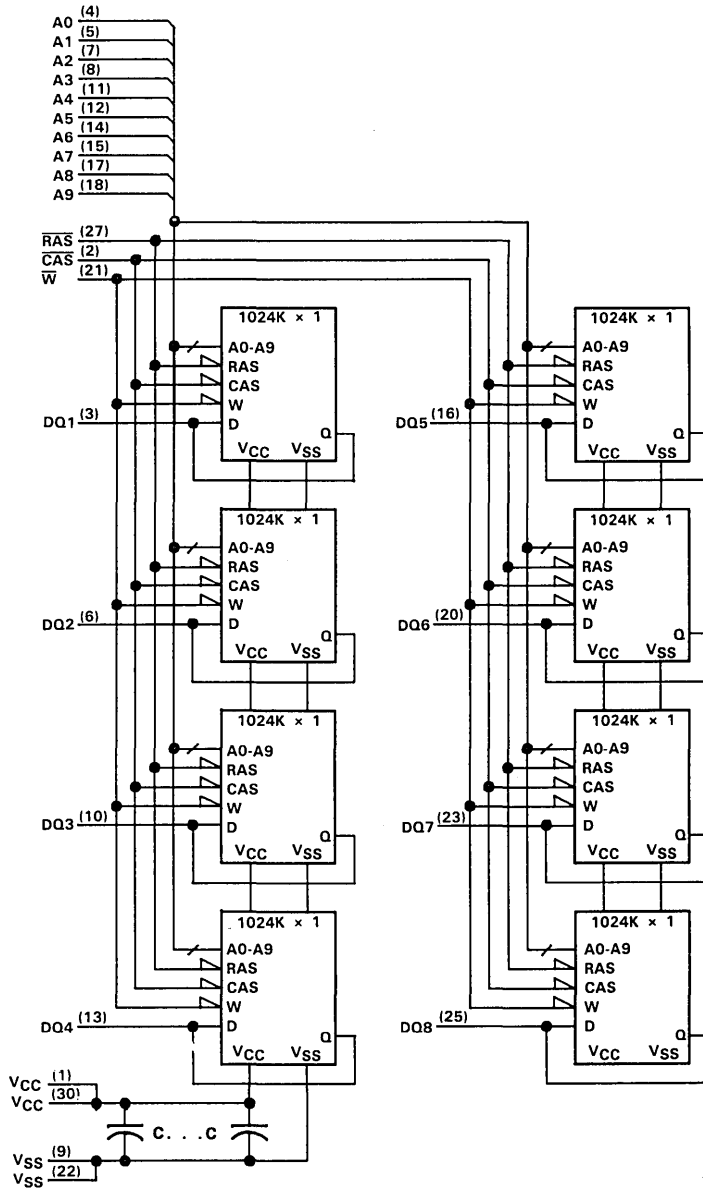 A0 (4)
A1 (5)
A2 (7)
A3 (8)
A4 (11)
A5 (12)
A6 (14)
A7 (15)
A8 (17)
A9 (18)
RAS (27)
CAS (2)
W (21)
1024K × 1
A0-A9
RAS
CAS
W
DQ1 (3)
D
Q
VCC VSS
1024K × 1
A0-A9
RAS
CAS
W
DQ2 (6)
D
Q
VCC VSS
1024K × 1
A0-A9
RAS
CAS
W
DQ3 (10)
D
Q
VCC VSS
1024K × 1
A0-A9
RAS
CAS
W
DQ4 (13)
D
Q
VCC VSS
VCC (1)
VCC (30)
C. . .C
VSS (9)
VSS (22)
1024K × 1
A0-A9
RAS
CAS
W
DQ5 (16)
D
Q
VCC VSS
1024K × 1
A0-A9
RAS
CAS
W
DQ6 (20)
D
Q
VCC VSS
1024K × 1
A0-A9
RAS
CAS
W
DQ7 (23)
D
Q
VCC VSS
1024K × 1
A0-A9
RAS
CAS
W
DQ8 (25)
D
Q
VCC VSS